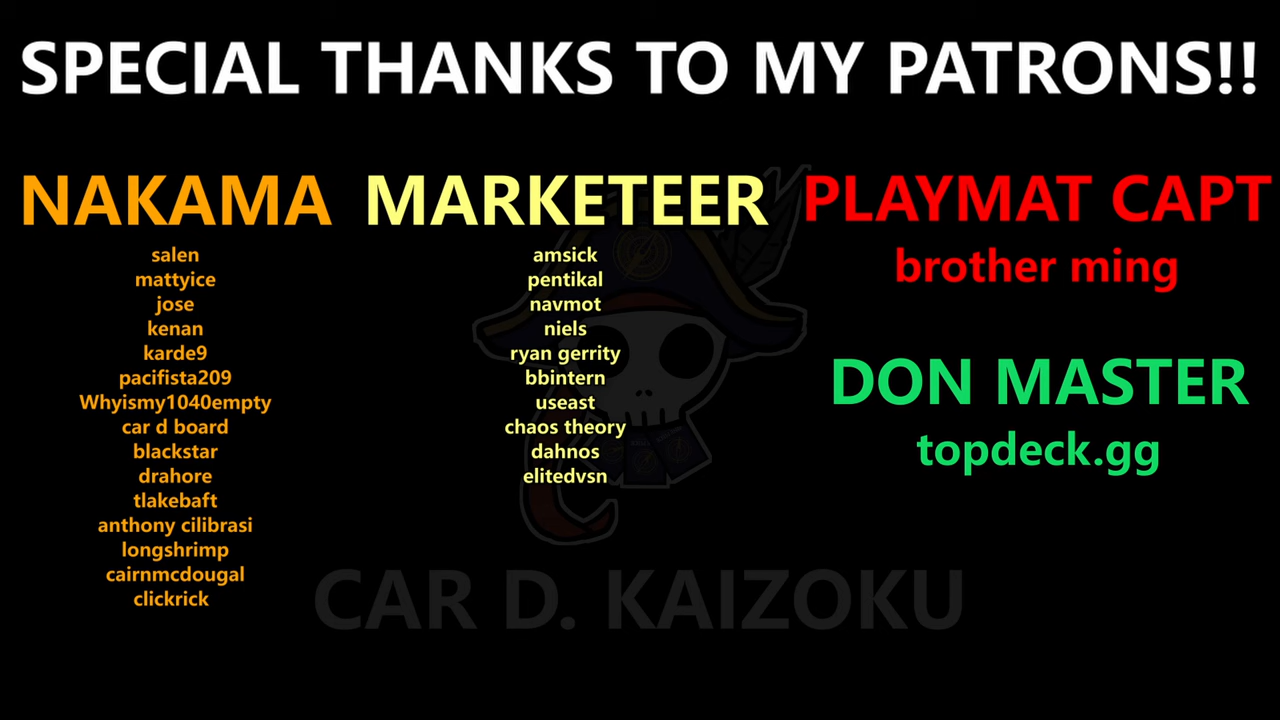 SPECIAL THANKS TO MY PATRONS!!
NAKAMA
salen
mattyice
jose
kenan
karde9
pacifista209
Whyismy1040empty
car d board
blackstar
drahore
tlakebaft
anthony cilibrasi
longshrimp
cairnmcdougal
clickrick
MARKETEER
amsick
pentikal
navmot
niels
ryan gerrity
bbintern
useast
chaos theory
dahnos
elitedvsn
PLAYMAT CAPT
brother ming
DON MASTER
topdeck.gg
CAR D. KAIZOKU